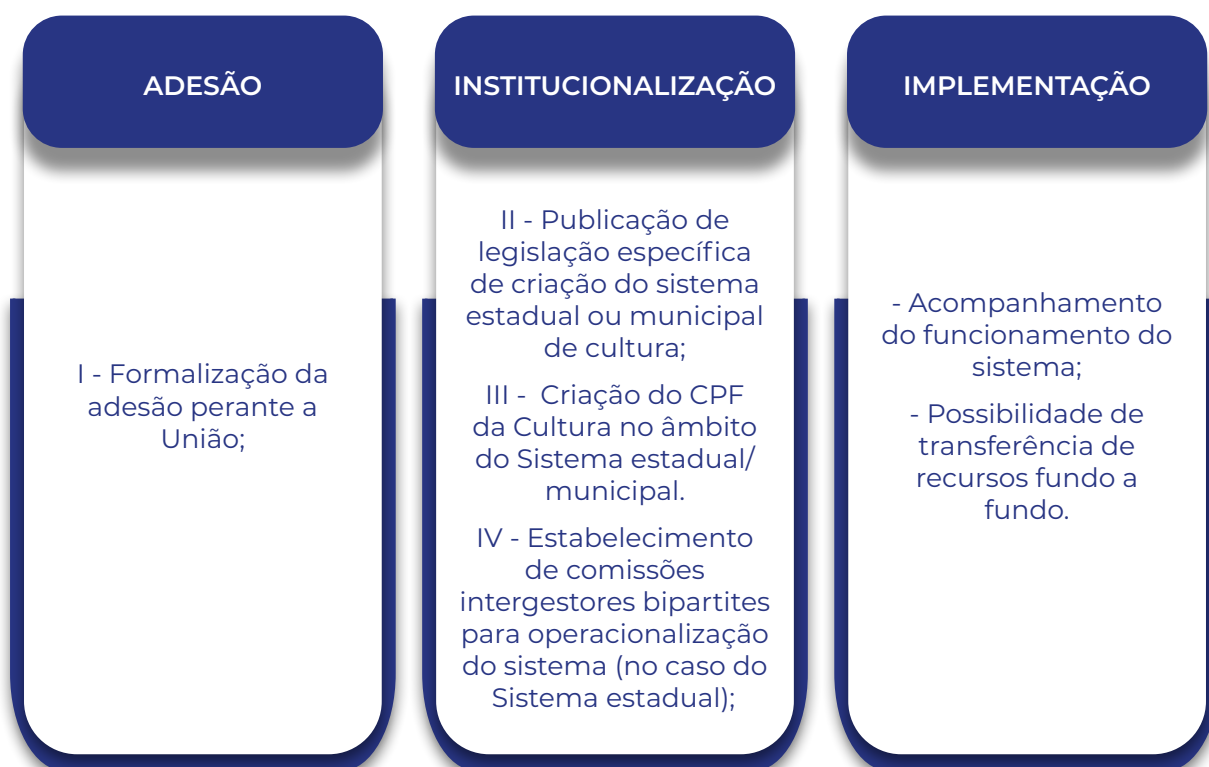 ADESÃO
I - Formalização da
adesão perante a
União;
INSTITUCIONALIZAÇÃO
II - Publicação de
legislação específica
de criação do sistema
estadual ou municipal
de cultura;
III - Criação do CPF
da Cultura no âmbito
do Sistema estadual/
municipal.
IV - Estabelecimento
de comissões
intergestores bipartites
para operacionalização
do sistema (no caso do
Sistema estadual);
IMPLEMENTAÇÃO
- Acompanhamento
do funcionamento do
sistema;
- Possibilidade de
transferência de
recursos fundo a
fundo.